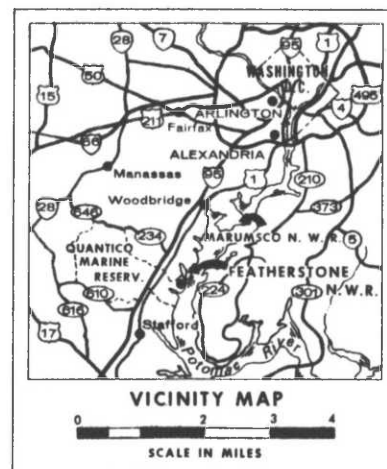 28
7
95
1
50
WASHINGTON
D.C.
15
495
ARLINGTON
4
211
Fairfax
66
ALEXANDRIA
Manassas
95
1
210
Woodbridge
28
646
373
234
MARUMSCO N. W. R.
5
QUANTICO
MARINE
RESERV.
FEATHERSTONE
N.W.R.
610
224
301
616
17
Stafford
Potomac River
VICINITY MAP
0 2 3 4
SCALE IN MILES